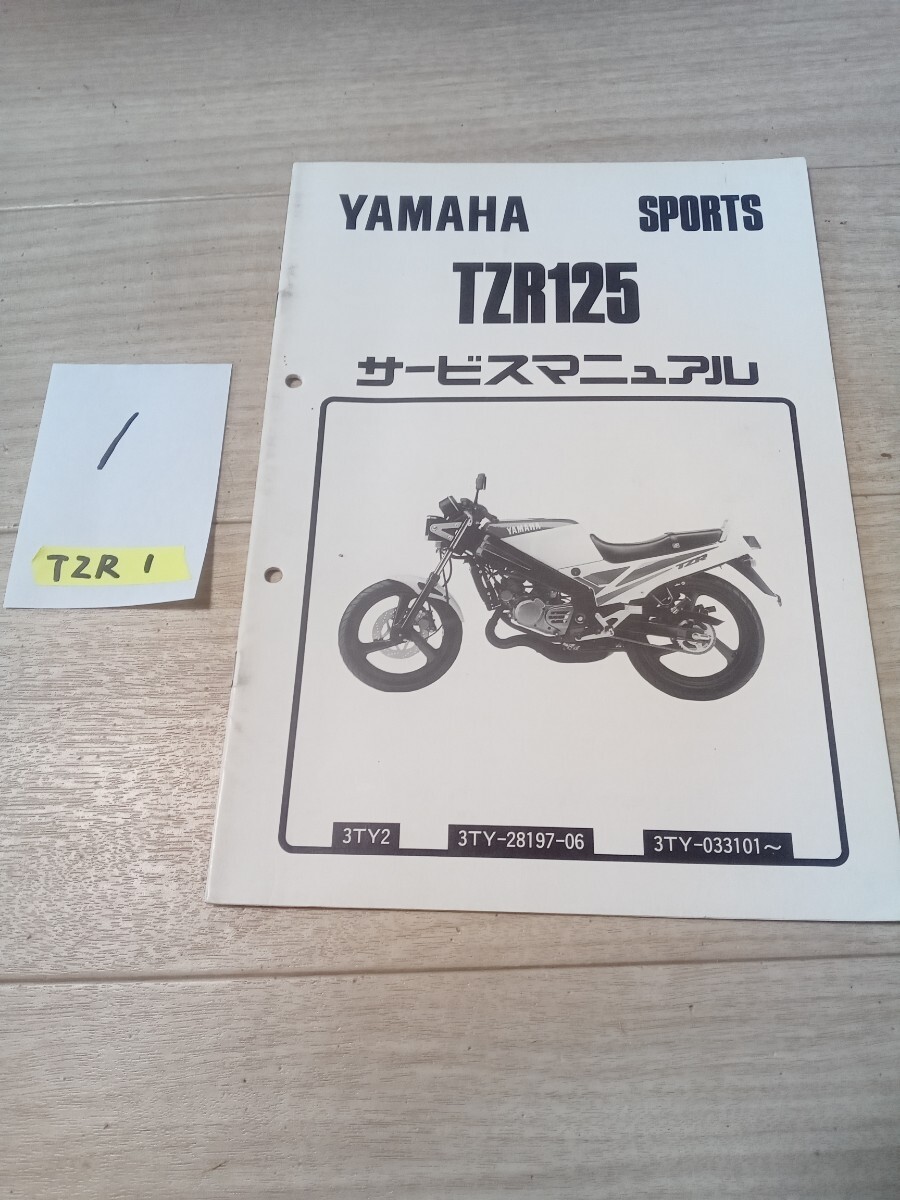 YAMAHA SPORTS
TZR125
サービスマニュアル
YAMAHA
TZR
3TY2 3TY-28197-06 3TY-033101～
1
TZR 1